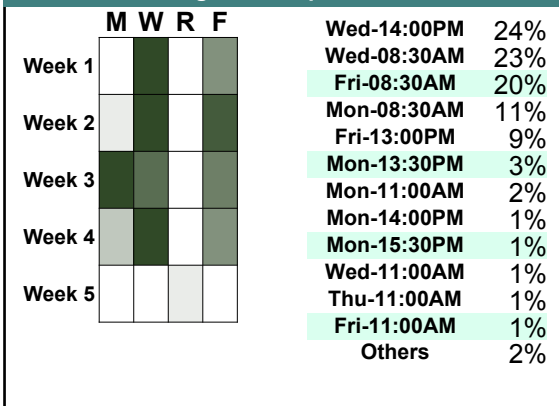 M W R F
Week 1
Week 2
Week 3
Week 4
Week 5
Wed-14:00PM 24%
Wed-08:30AM 23%
Fri-08:30AM 20%
Mon-08:30AM 11%
Fri-13:00PM 9%
Mon-13:30PM 3%
Mon-11:00AM 2%
Mon-14:00PM 1%
Mon-15:30PM 1%
Wed-11:00AM 1%
Thu-11:00AM 1%
Fri-11:00AM 1%
Others 2%